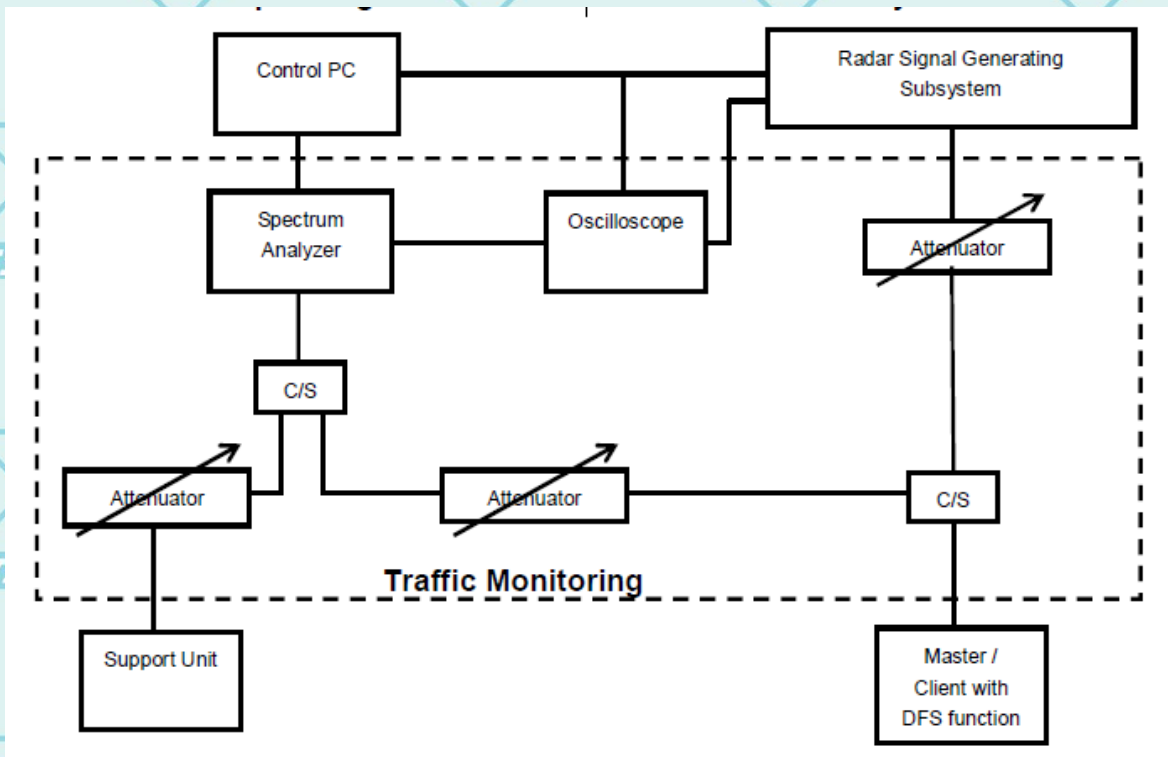 Control PC
Radar Signal Generating
Subsystem
Spectrum
Analyzer
Oscilloscope
Attenuator
C/S
Attenuator
Attenuator
C/S
Traffic Monitoring
Support Unit
Master /
Client with
DFS function